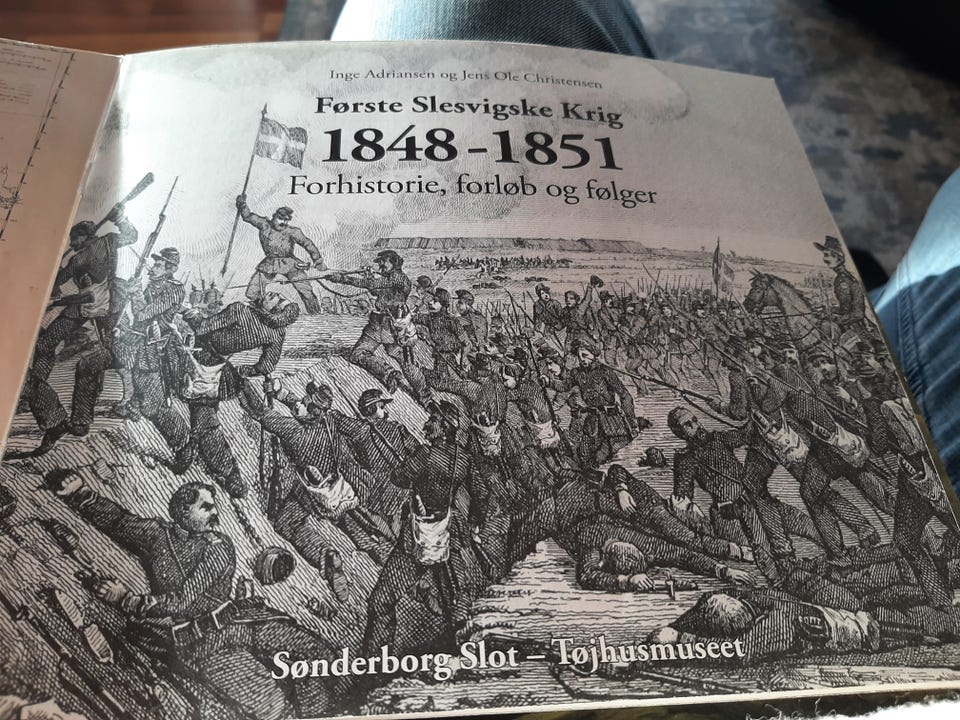 Inge Adriansen og Jens Ole Christensen
Første Slesvigske Krig
1848-1851
Forhistorie, forløb og følger
Sønderborg Slot – Tøjhusmuseet